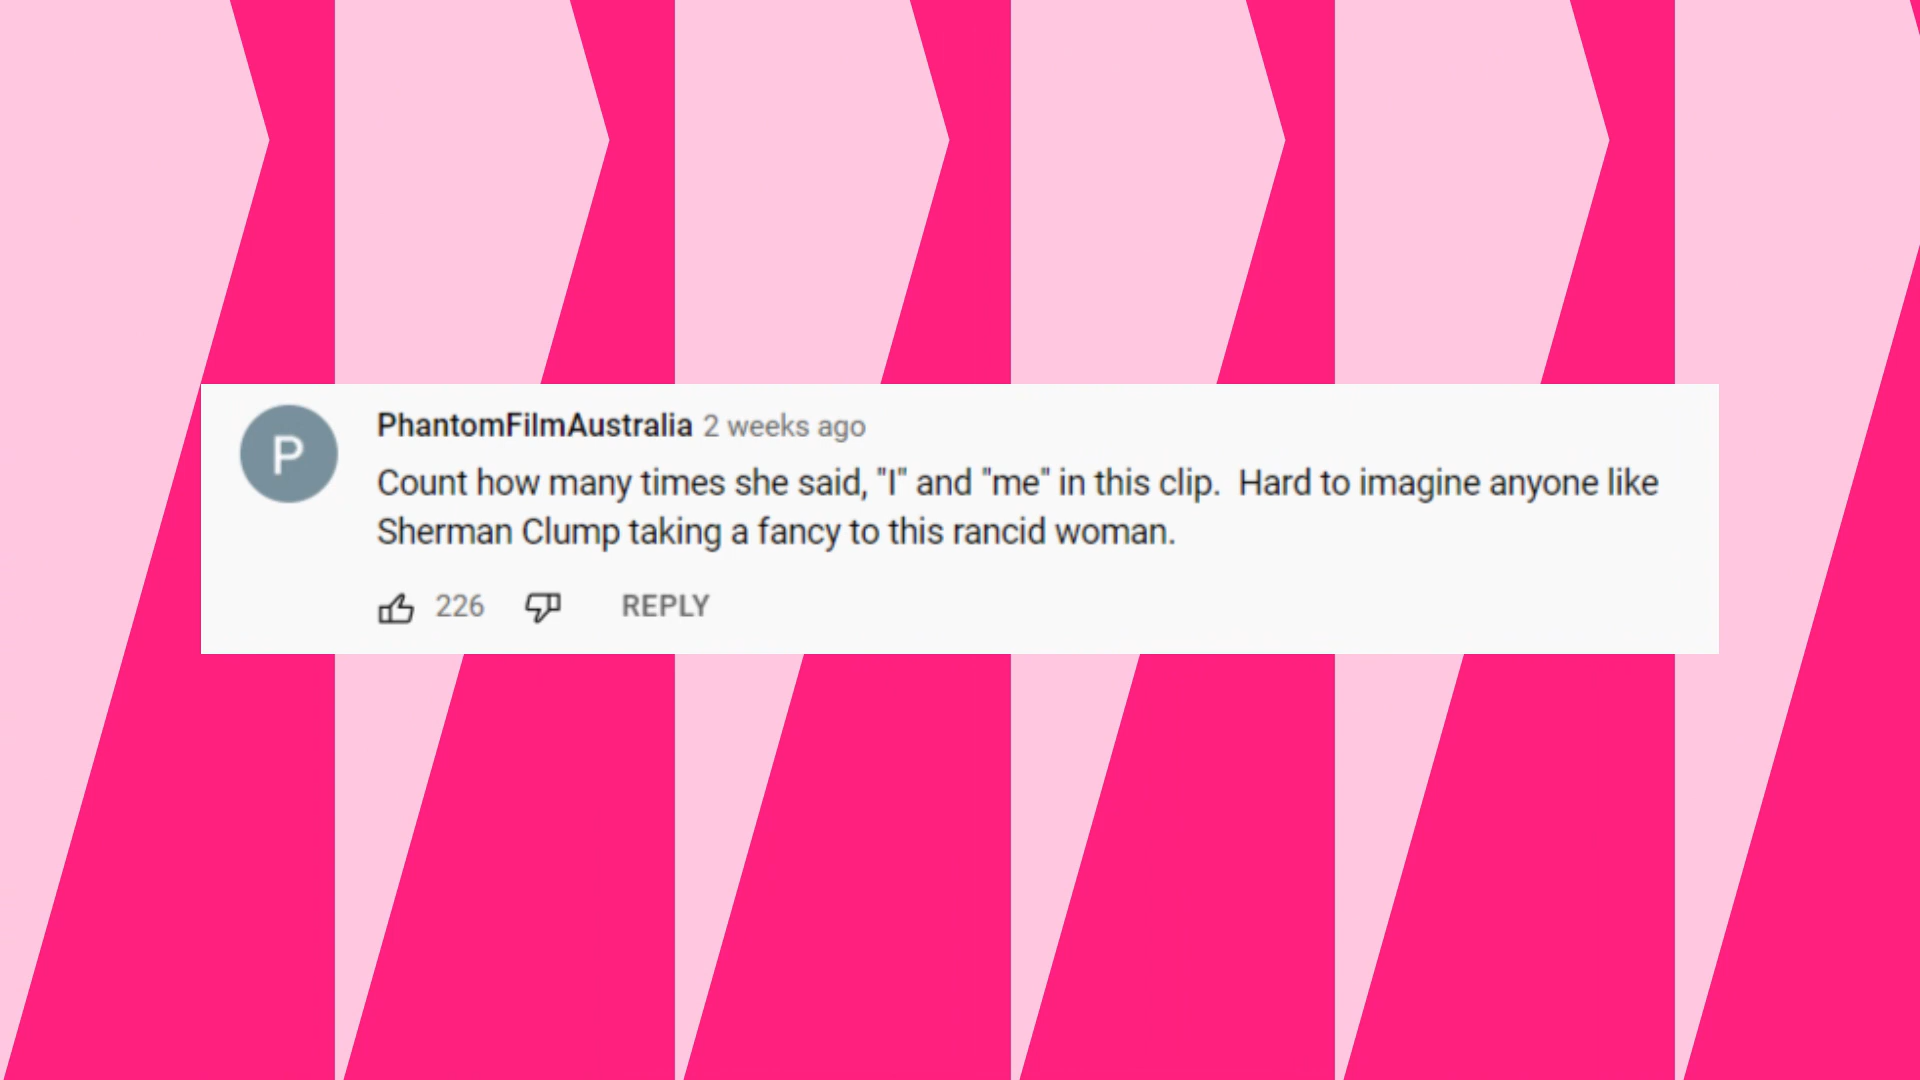 P
PhantomFilmAustralia 2 weeks ago
Count how many times she said, "I" and "me" in this clip.  Hard to imagine anyone like
Sherman Clump taking a fancy to this rancid woman.
226 REPLY